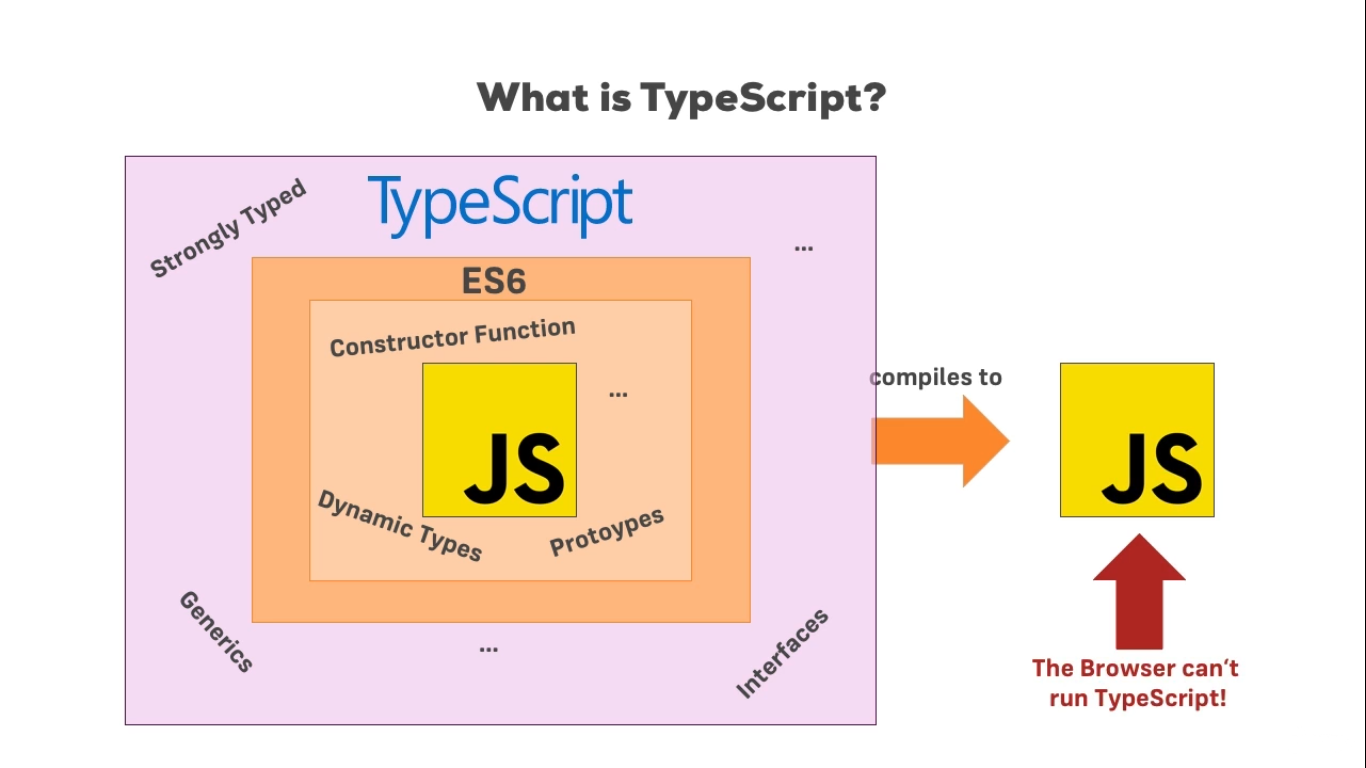 What is TypeScript?
TypeScript
Strongly Typed
...
ES6
Constructor Function
...
JS
Dynamic Types
Protoypes
Generics
...
Interfaces
compiles to
JS
The Browser can‘t
run TypeScript!